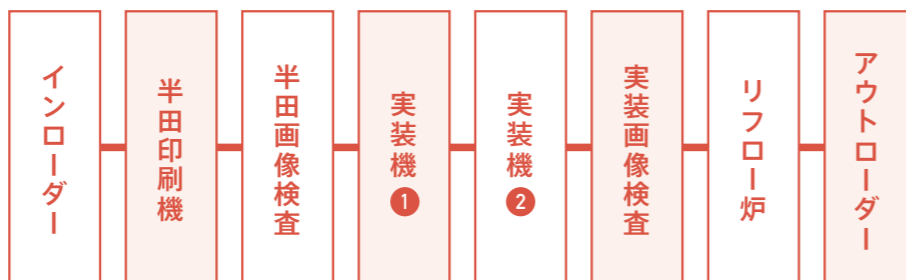 インローダー
半田印刷機
半田画像検査
実装機❶
実装機❷
実装画像検査
リフロー炉
アウトローダー